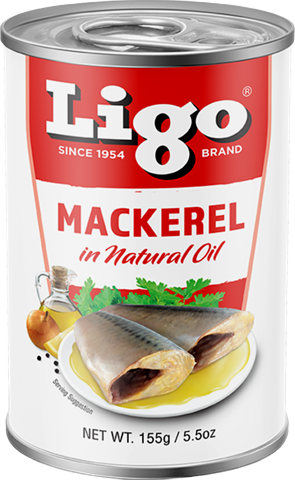 Ligo®
SINCE 1954 BRAND
MACKEREL
in Natural Oil
Serving Suggestion
NET WT. 155g / 5.5oz